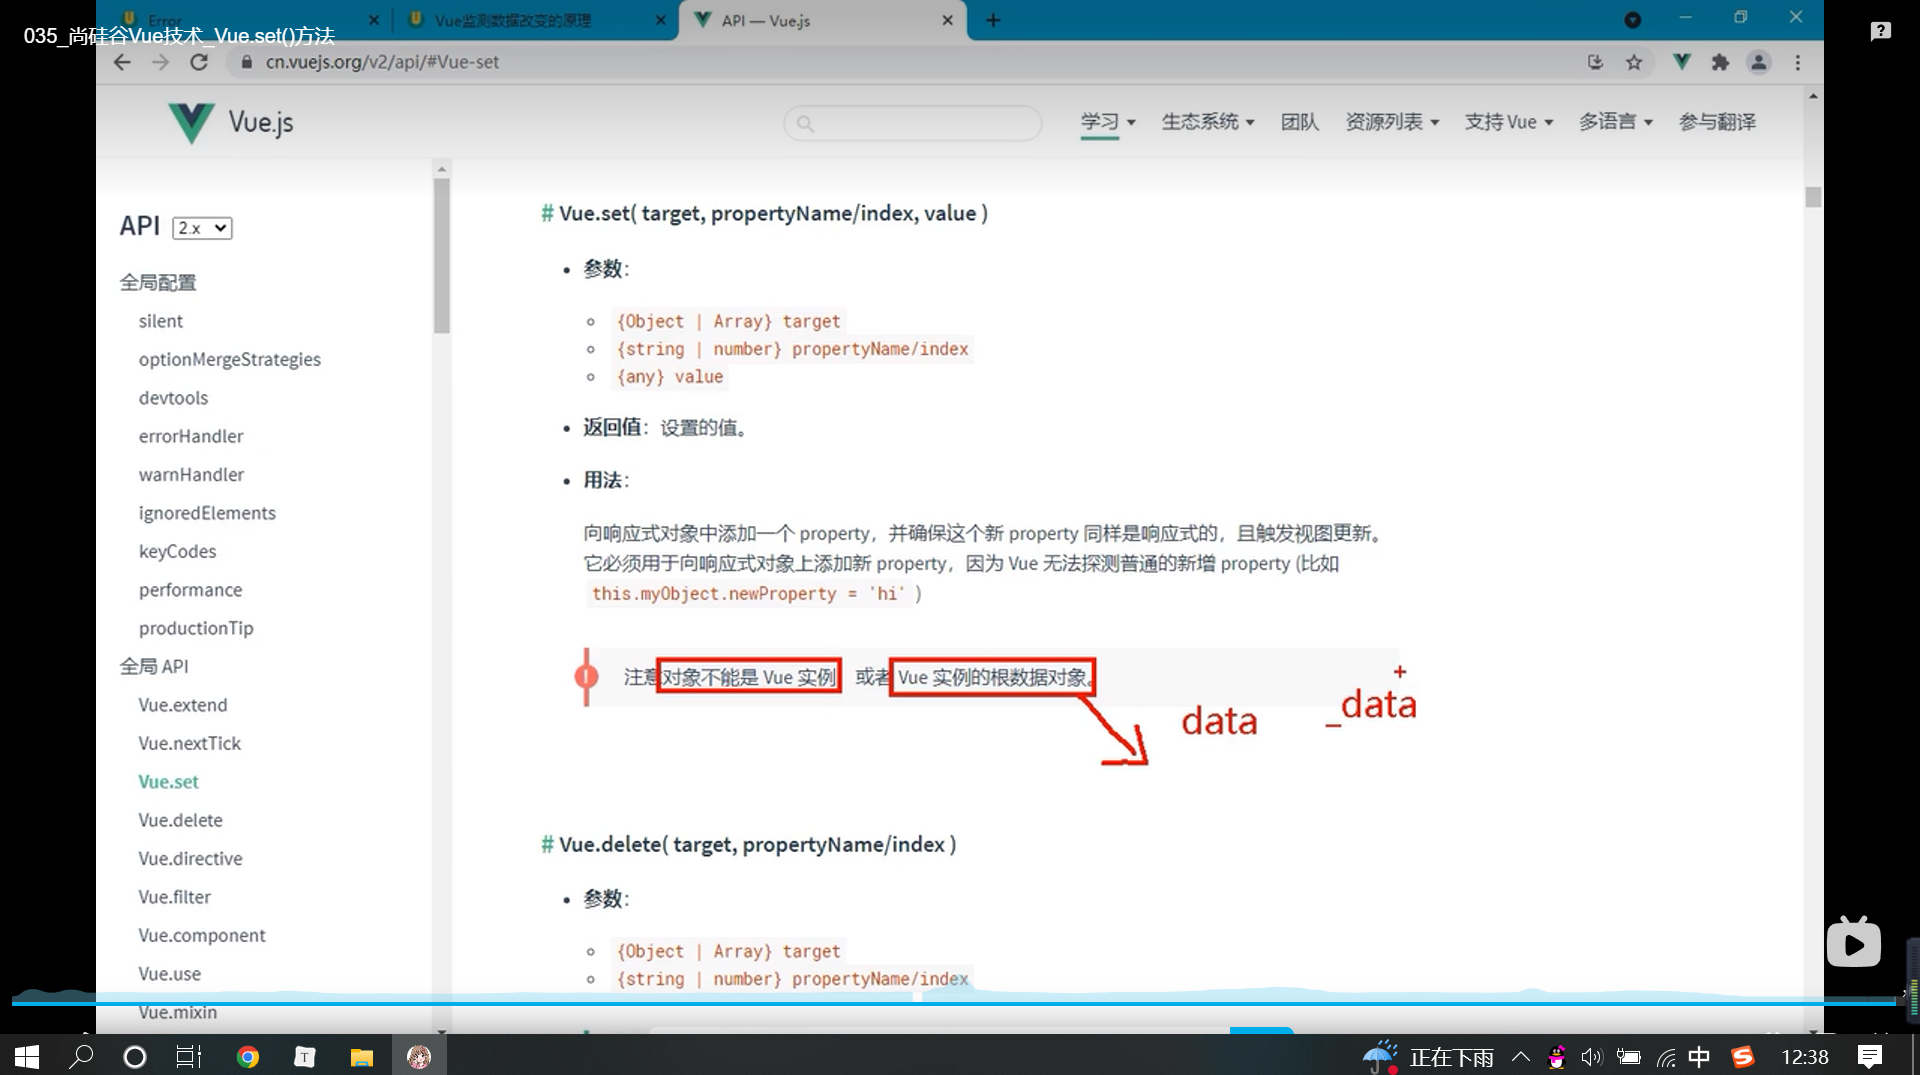 Error
Vue监测数据改变的原理
API — Vue.js
035_尚硅谷Vue技术_Vue.set()方法
cn.vuejs.org/v2/api/#Vue-set
Vue.js
学习
生态系统
团队
资源列表
支持 Vue
多语言
参与翻译
API 2.x
全局配置
silent
optionMergeStrategies
devtools
errorHandler
warnHandler
ignoredElements
keyCodes
performance
productionTip
全局 API
Vue.extend
Vue.nextTick
Vue.set
Vue.delete
Vue.directive
Vue.filter
Vue.component
Vue.use
Vue.mixin
# Vue.set( target, propertyName/index, value )
参数：
{Object | Array} target
{string | number} propertyName/index
{any} value
返回值：设置的值。
用法：
向响应式对象中添加一个 property，并确保这个新 property 同样是响应式的，且触发视图更新。
它必须用于向响应式对象上添加新 property，因为 Vue 无法探测普通的新增 property (比如
this.myObject.newProperty = 'hi' )
! 注意对象不能是 Vue 实例 或者 Vue 实例的根数据对象。
data
_data
# Vue.delete( target, propertyName/index )
参数：
{Object | Array} target
{string | number} propertyName/index
T
正在下雨
中
S
12:38